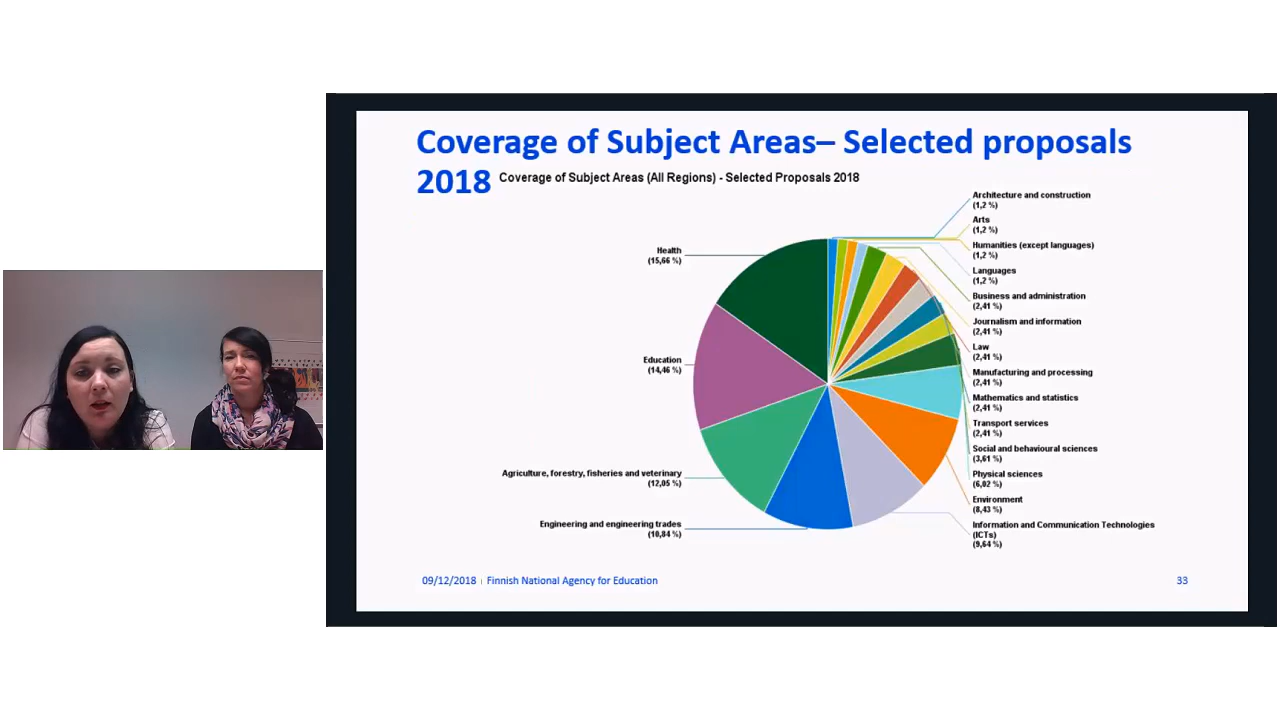 Coverage of Subject Areas– Selected proposals
2018
Coverage of Subject Areas (All Regions) - Selected Proposals 2018
Architecture and construction
(1,2 %)
Arts
(1,2 %)
Humanities (except languages)
(1,2 %)
Languages
(1,2 %)
Business and administration
(2,41 %)
Journalism and information
(2,41 %)
Law
(2,41 %)
Manufacturing and processing
(2,41 %)
Mathematics and statistics
(2,41 %)
Transport services
(2,41 %)
Social and behavioural sciences
(3,61 %)
Physical sciences
(6,02 %)
Environment
(8,43 %)
Information and Communication Technologies
(ICTs)
(9,64 %)
Health
(15,66 %)
Education
(14,46 %)
Agriculture, forestry, fisheries and veterinary
(12,05 %)
Engineering and engineering trades
(10,84 %)
09/12/2018 | Finnish National Agency for Education
33